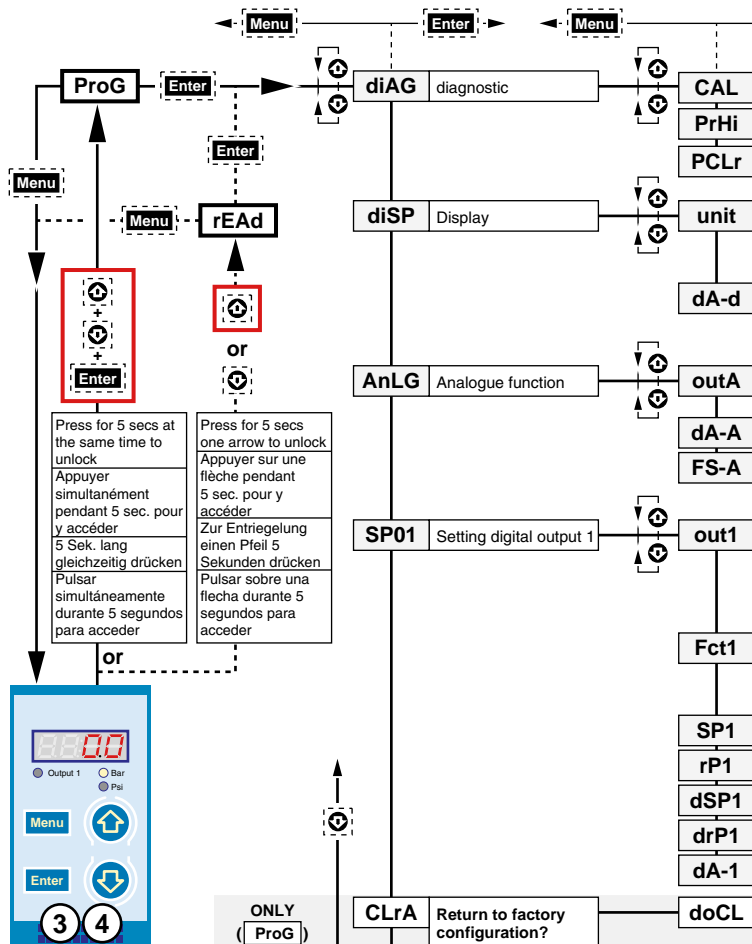 Menu Enter Menu
ProG Enter diAG diagnostic CAL
PrHi
PCLr
Enter
Menu
Menu rEAd diSP Display unit
dA-d
+
+
Enter
or
AnLG Analogue function outA
dA-A
FS-A
Press for 5 secs at
the same time to
unlock
Appuyer
simultanément
pendant 5 sec. pour
y accéder
5 Sek. lang
gleichzeitig drücken
Pulsar
simultáneamente
durante 5 segundos
para acceder
Press for 5 secs
one arrow to unlock
Appuyer sur une
flèche pendant
5 sec. pour y
accéder
Zur Entriegelung
einen Pfeil 5
Sekunden drücken
Pulsar sobre una
flecha durante 5
segundos para
acceder
SP01 Setting digital output 1 out1
Fct1
SP1
rP1
dSP1
drP1
dA-1
or
0.0
Output 1 Bar
Psi
Menu
Enter
3 4
ONLY
( ProG )
CLrA Return to factory
configuration?
doCL